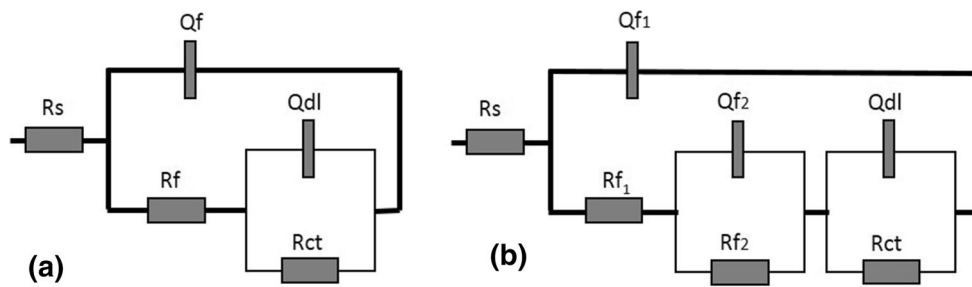 Qf
Rs
Qdl
Rf
Rct
(a)
Qf1
Rs
Qf2
Qdl
Rf1
Rf2
Rct
(b)